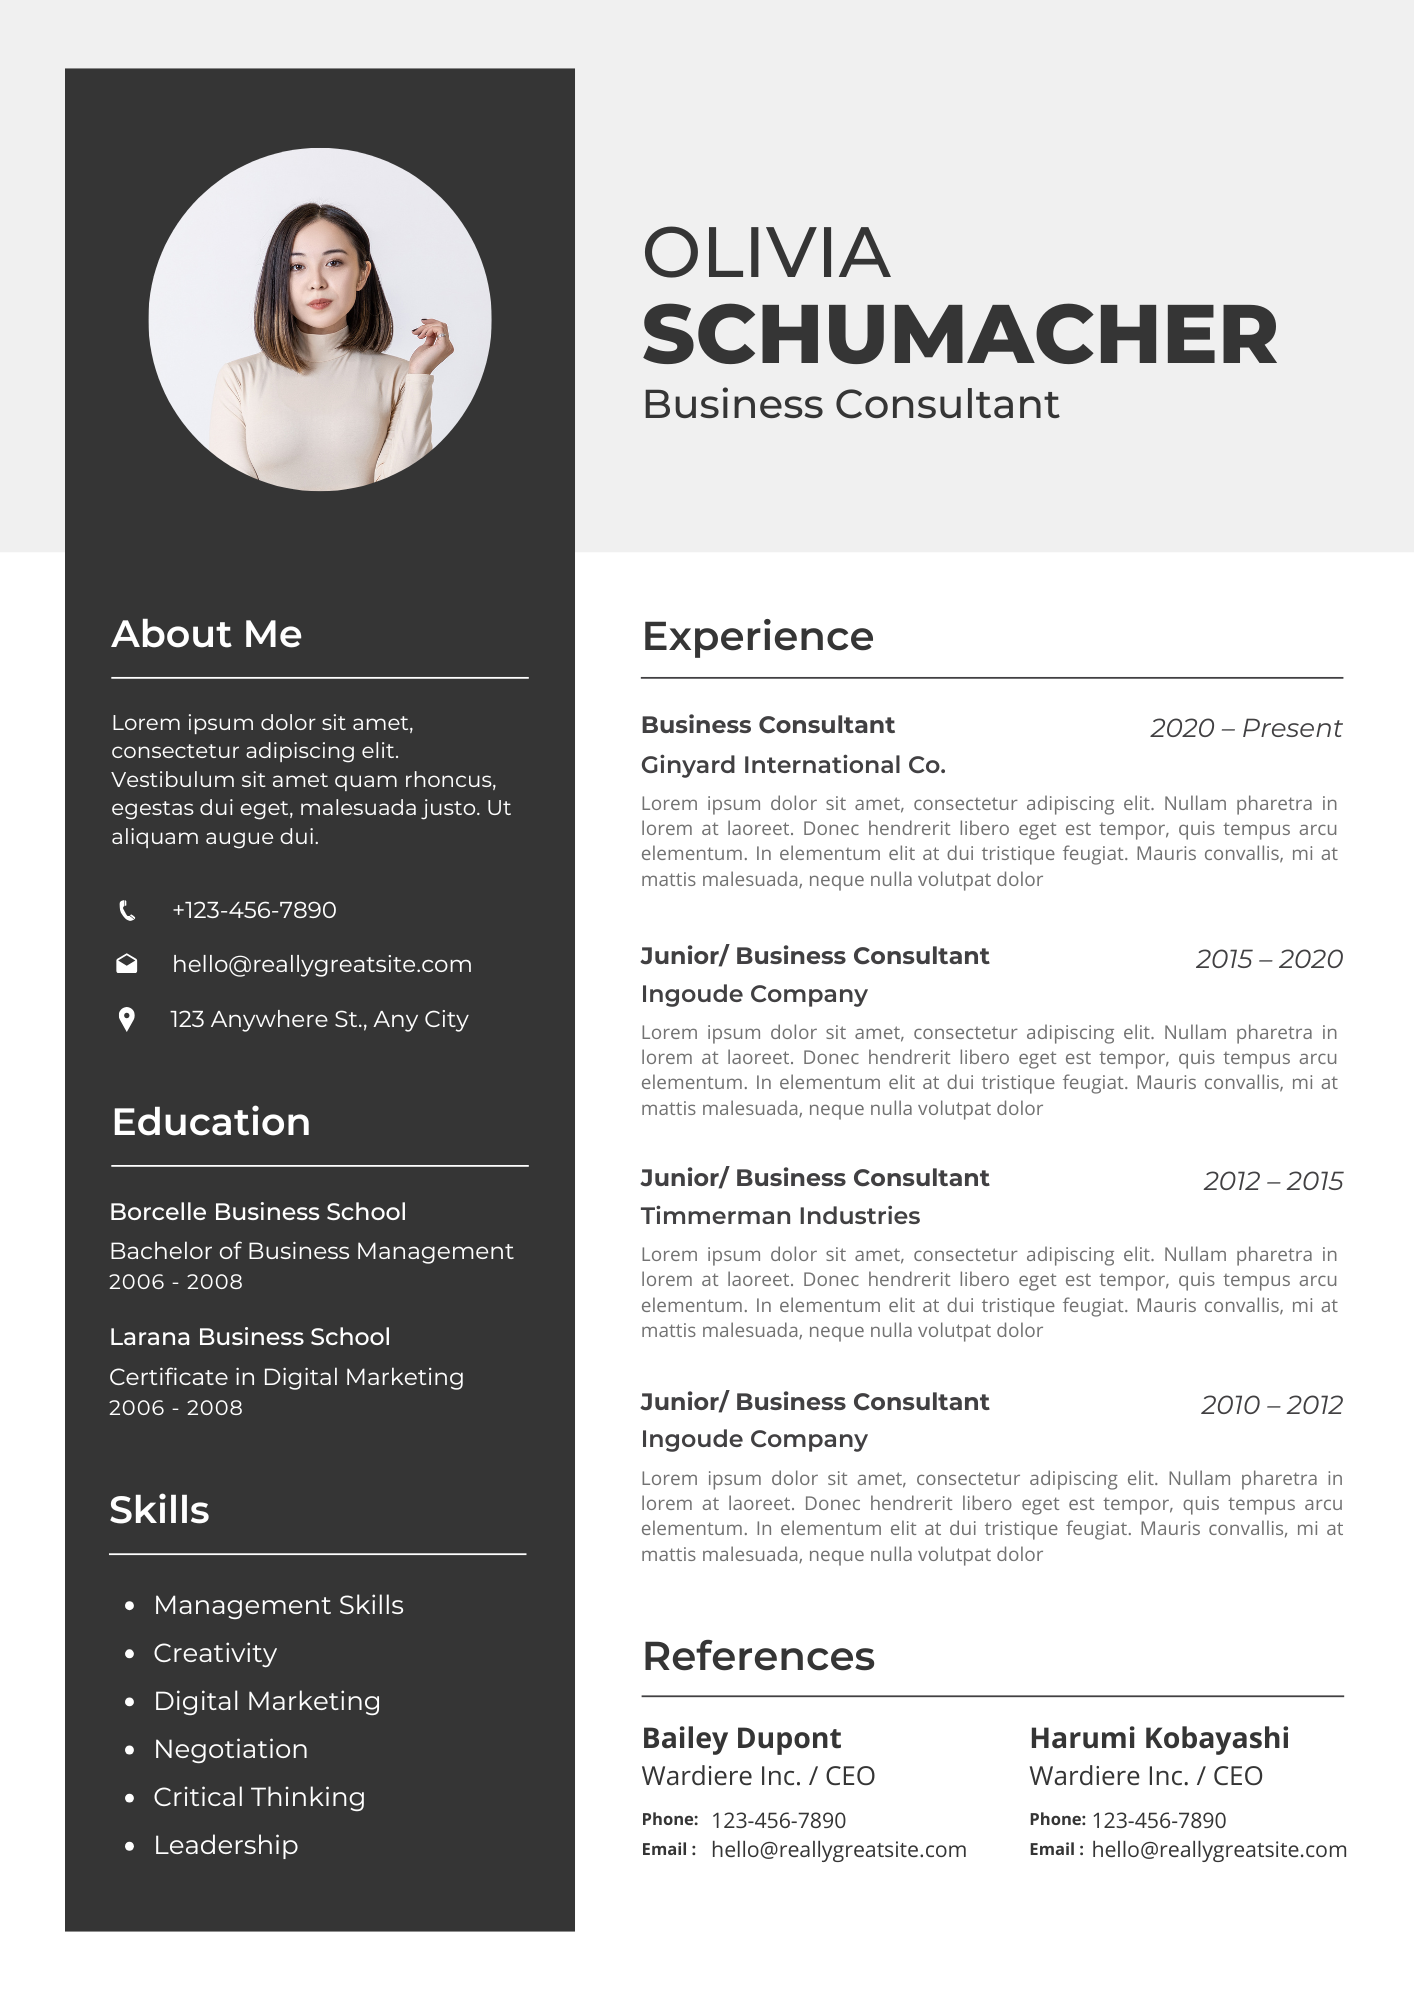 OLIVIA
SCHUMACHER
Business Consultant
About Me
Lorem ipsum dolor sit amet,
consectetur adipiscing elit.
Vestibulum sit amet quam rhoncus,
egestas dui eget, malesuada justo. Ut
aliquam augue dui.
+123-456-7890
hello@reallygreatsite.com
123 Anywhere St., Any City
Education
Borcelle Business School
Bachelor of Business Management
2006 - 2008
Larana Business School
Certificate in Digital Marketing
2006 - 2008
Skills
• Management Skills
• Creativity
• Digital Marketing
• Negotiation
• Critical Thinking
• Leadership
Experience
Business Consultant 2020 – Present
Ginyard International Co.
Lorem ipsum dolor sit amet, consectetur adipiscing elit. Nullam pharetra in
lorem at laoreet. Donec hendrerit libero eget est tempor, quis tempus arcu
elementum. In elementum elit at dui tristique feugiat. Mauris convallis, mi at
mattis malesuada, neque nulla volutpat dolor
Junior/ Business Consultant 2015 – 2020
Ingoude Company
Lorem ipsum dolor sit amet, consectetur adipiscing elit. Nullam pharetra in
lorem at laoreet. Donec hendrerit libero eget est tempor, quis tempus arcu
elementum. In elementum elit at dui tristique feugiat. Mauris convallis, mi at
mattis malesuada, neque nulla volutpat dolor
Junior/ Business Consultant 2012 – 2015
Timmerman Industries
Lorem ipsum dolor sit amet, consectetur adipiscing elit. Nullam pharetra in
lorem at laoreet. Donec hendrerit libero eget est tempor, quis tempus arcu
elementum. In elementum elit at dui tristique feugiat. Mauris convallis, mi at
mattis malesuada, neque nulla volutpat dolor
Junior/ Business Consultant 2010 – 2012
Ingoude Company
Lorem ipsum dolor sit amet, consectetur adipiscing elit. Nullam pharetra in
lorem at laoreet. Donec hendrerit libero eget est tempor, quis tempus arcu
elementum. In elementum elit at dui tristique feugiat. Mauris convallis, mi at
mattis malesuada, neque nulla volutpat dolor
References
Bailey Dupont
Wardiere Inc. / CEO
Phone: 123-456-7890
Email : hello@reallygreatsite.com
Harumi Kobayashi
Wardiere Inc. / CEO
Phone: 123-456-7890
Email : hello@reallygreatsite.com